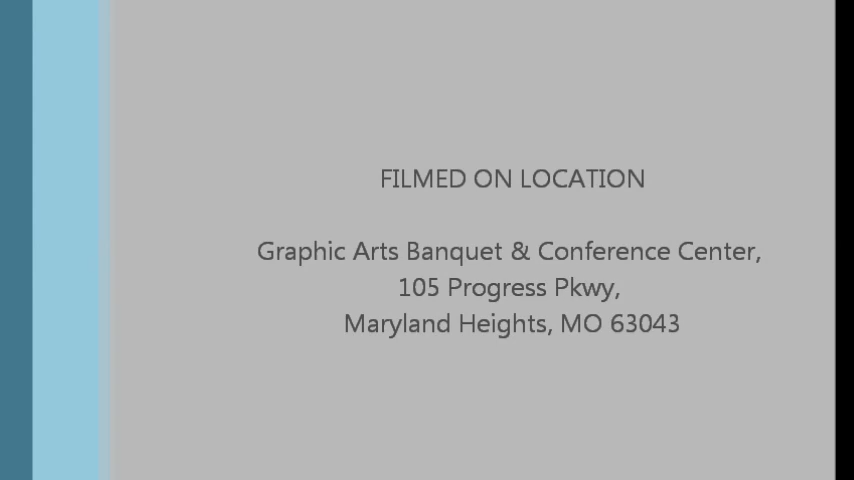 FILMED ON LOCATION
Graphic Arts Banquet & Conference Center,
105 Progress Pkwy,
Maryland Heights, MO 63043